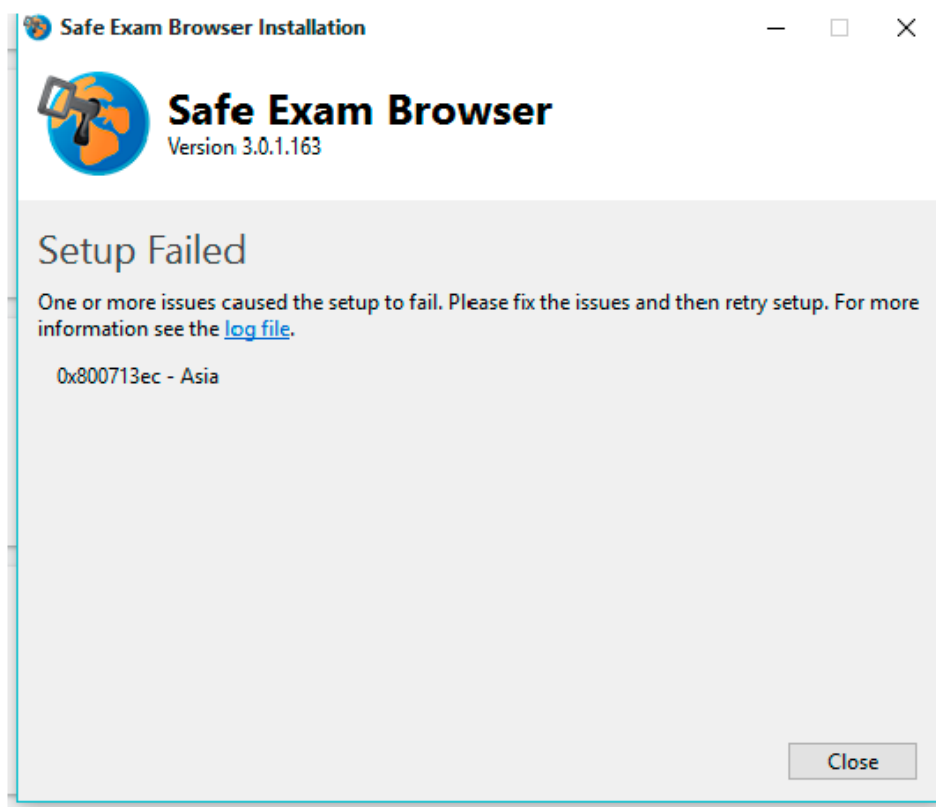 Safe Exam Browser Installation
Safe Exam Browser
Version 3.0.1.163
Setup Failed
One or more issues caused the setup to fail. Please fix the issues and then retry setup. For more
information see the log file.
0x800713ec - Asia
Close